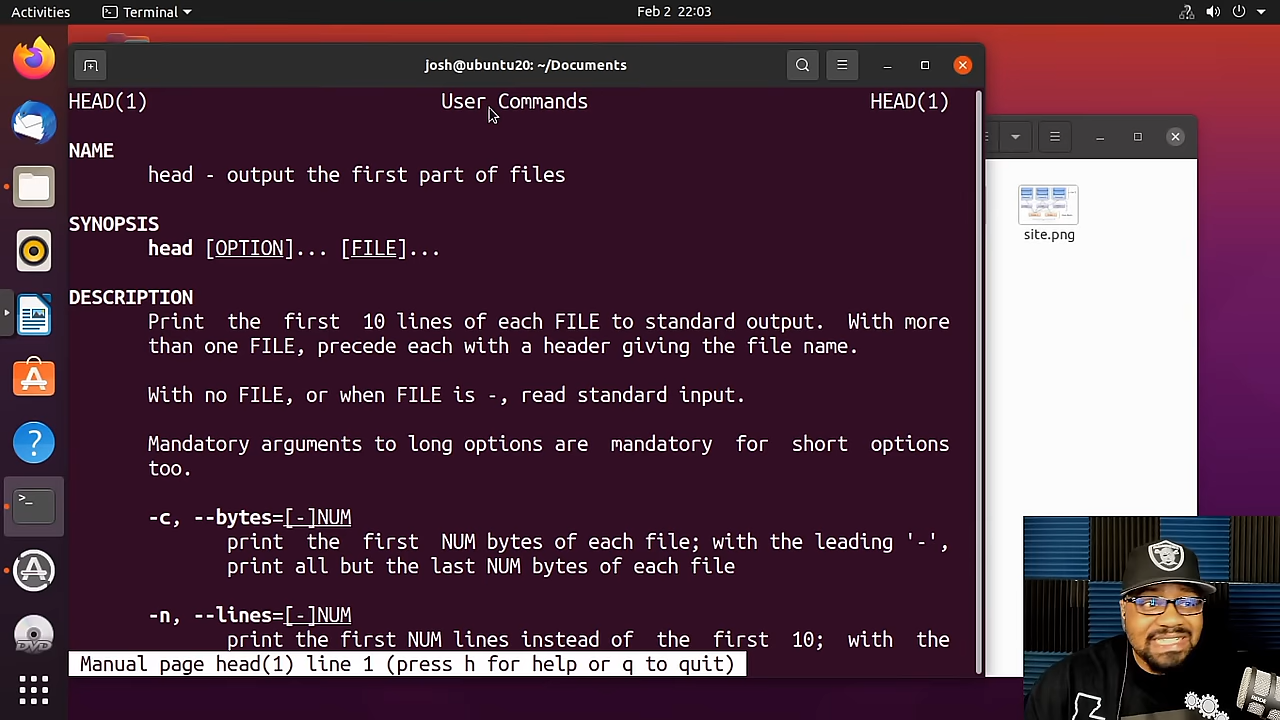 Activities
Terminal
Feb 2 22:03
josh@ubuntu20: ~/Documents
HEAD(1) User Commands HEAD(1)
NAME
head - output the first part of files
SYNOPSIS
head [OPTION]... [FILE]...
DESCRIPTION
Print the first 10 lines of each FILE to standard output. With more
than one FILE, precede each with a header giving the file name.
With no FILE, or when FILE is -, read standard input.
Mandatory arguments to long options are mandatory for short options
too.
-c, --bytes=[-]NUM
print the first NUM bytes of each file; with the leading '-',
print all but the last NUM bytes of each file
-n, --lines=[-]NUM
print the first NUM lines instead of the first 10; with the
Manual page head(1) line 1 (press h for help or q to quit)
site.png
DVD
RODE